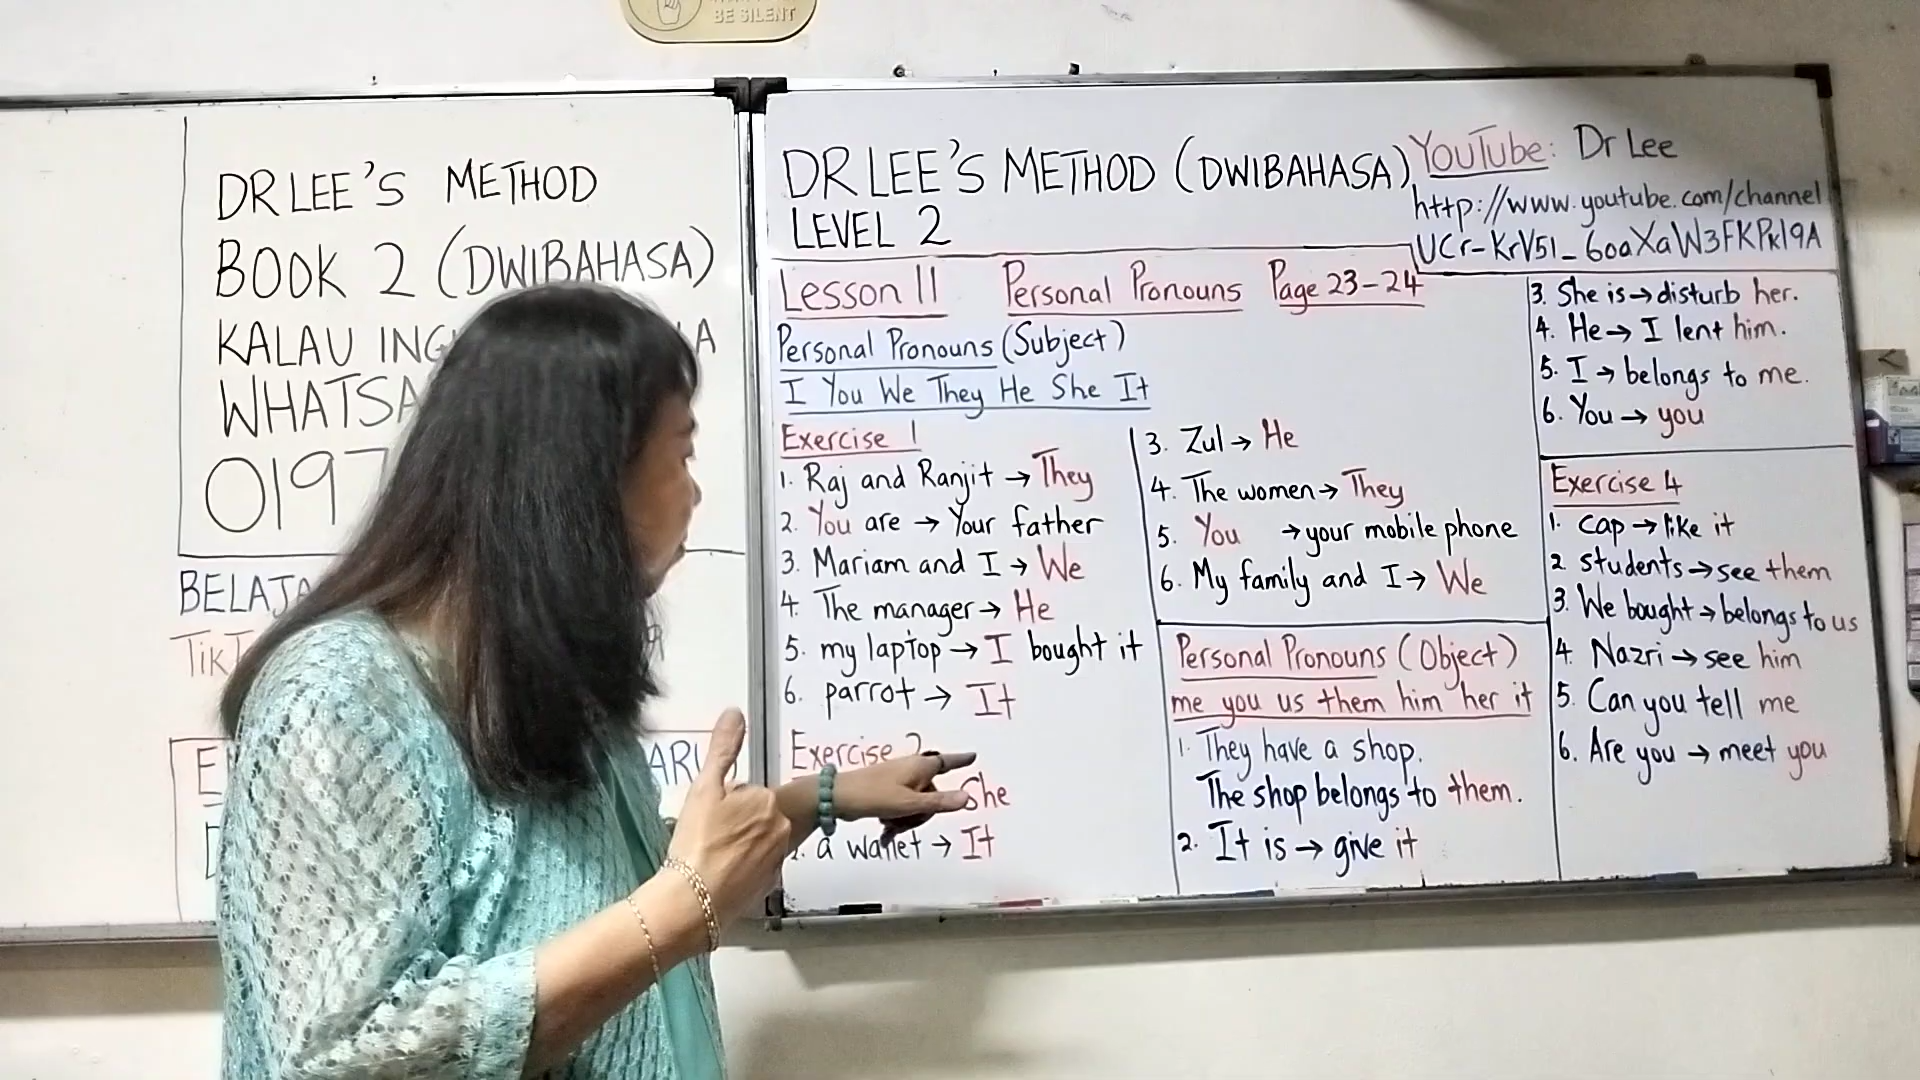 BE SILENT
DR LEE'S METHOD
BOOK 2 (DWIBAHASA)
KALAU
DR LEE'S METHOD (DWIBAHASA)
LEVEL 2
YouTube: Dr Lee
http://www.youtube.com/channel
UCr-KrV51_6oaXaW3FKPkl9A
Lesson 11 Personal Pronouns Page 23-24
Personal Pronouns (Subject)
I You We They He She It
Exercise 1
1. Raj and Ranjit → They
2. You are → Your father
3. Mariam and I → We
4. The manager → He
5. my laptop → I bought it
6. parrot → It
Exercise 2
She
2. a wallet → It
3. Zul → He
4. The women → They
5. You → your mobile phone
6. My family and I → We
Personal Pronouns (Object)
me you us them him her it
1. They have a shop.
The shop belongs to them.
2. It is → give it
3. She is → disturb her.
4. He → I lent him.
5. I → belongs to me.
6. You → you
Exercise 4
1. cap → like it
2 students → see them
3. We bought → belongs to us
4. Nazri → see him
5. Can you tell me
6. Are you → meet you